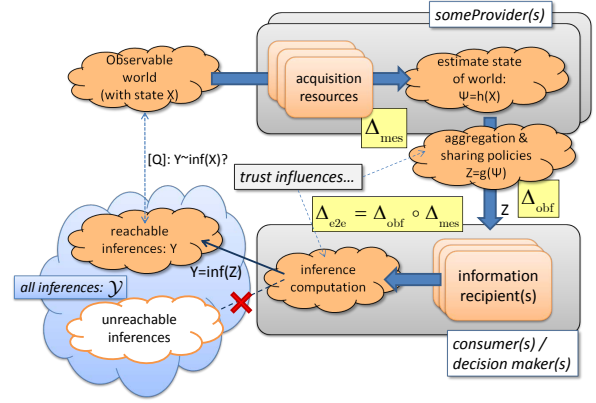 someProvider(s)
Observable
world
(with state X)
acquisition
resources
estimate state
of world:
Ψ=h(X)
Δmes
aggregation &
sharing policies
Z=g(Ψ)
[Q]: Y~inf(X)?
trust influences…
Δobf
Z
Δe2e = Δobf ∘ Δmes
reachable
inferences: Y
Y=inf(Z)
inference
computation
information
recipient(s)
all inferences: 𝒴
unreachable
inferences
consumer(s) /
decision maker(s)